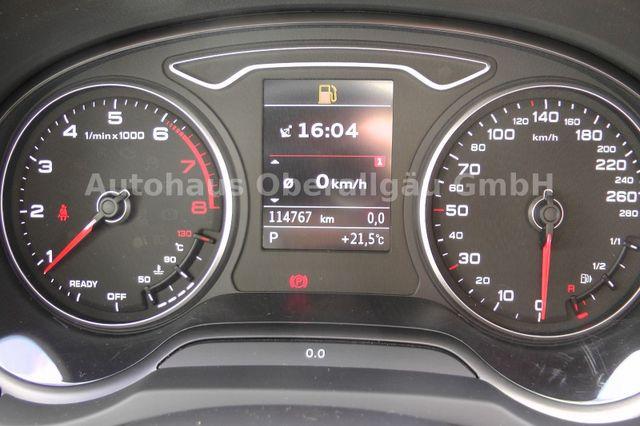 1 2 3 4 5 6 7 8
1/min x 1000
READY OFF
50 90 130
°C
16:04
1
Ø 0 km/h
114767 km 0,0
P +21,5°C
0 10 20 30 40 50 60 80 100 120 140 160 180 220 240 260 280
km/h
R 1/2 1/1
(P)
0.0
Autohaus Oberallgäu GmbH